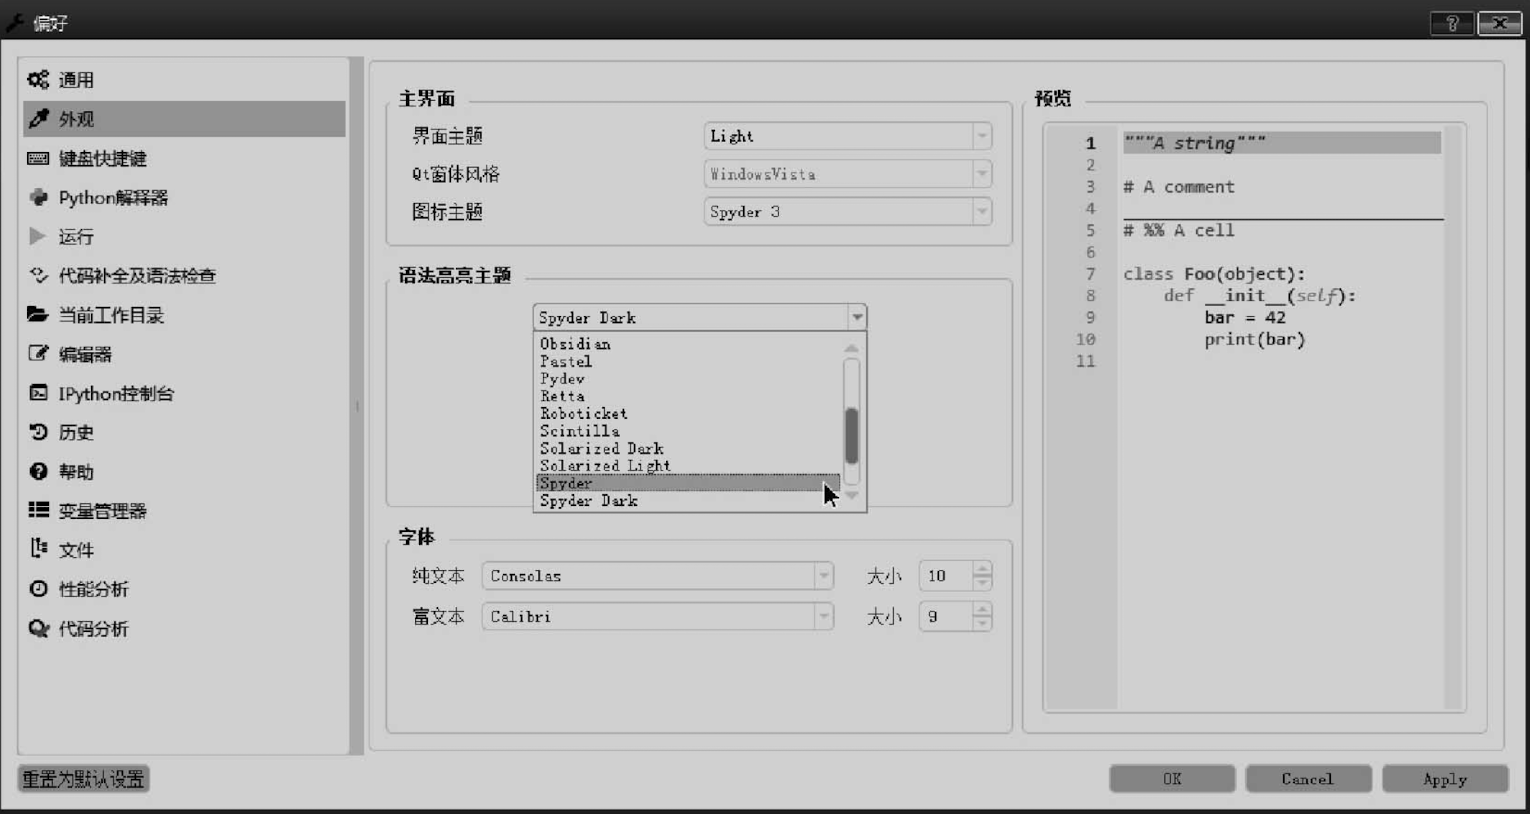 偏好
通用
外观
键盘快捷键
Python解释器
运行
代码补全及语法检查
当前工作目录
编辑器
IPython控制台
历史
帮助
变量管理器
文件
性能分析
代码分析
重置为默认设置
主界面
界面主题 Light
Qt窗体风格 WindowsVista
图标主题 Spyder 3
语法高亮主题
Spyder Dark
Obsidian
Pastel
Pydev
Retta
Roboticket
Scintilla
Solarized Dark
Solarized Light
Spyder
Spyder Dark
字体
纯文本 Consolas 大小 10
富文本 Calibri 大小 9
预览
1 """A string"""
2
3 # A comment
4
5 # %% A cell
6
7 class Foo(object):
8 def __init__(self):
9 bar = 42
10 print(bar)
11
OK Cancel Apply